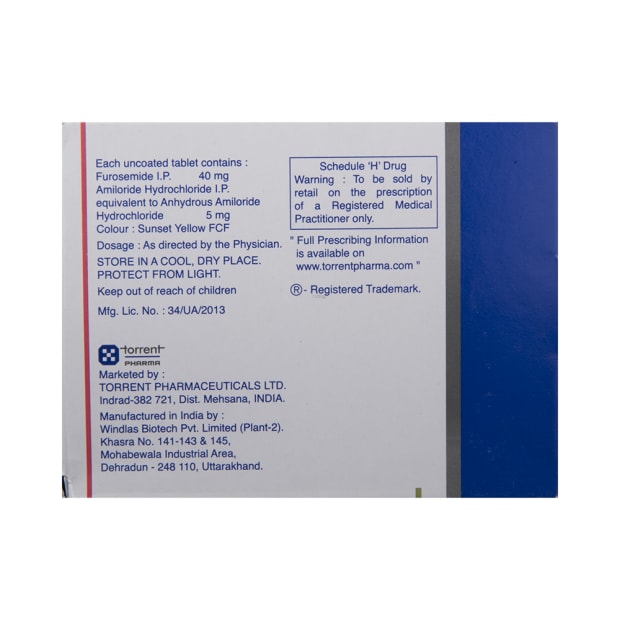 Each uncoated tablet contains :
Furosemide I.P. 40 mg
Amiloride Hydrochloride I.P.
equivalent to Anhydrous Amiloride
Hydrochloride 5 mg
Colour : Sunset Yellow FCF
Dosage : As directed by the Physician.
STORE IN A COOL, DRY PLACE.
PROTECT FROM LIGHT.
Keep out of reach of children
Mfg. Lic. No. : 34/UA/2013
torrent
PHARMA
Marketed by :
TORRENT PHARMACEUTICALS LTD.
Indrad-382 721, Dist. Mehsana, INDIA.
Manufactured in India by :
Windlas Biotech Pvt. Limited (Plant-2).
Khasra No. 141-143 & 145,
Mohabewala Industrial Area,
Dehradun - 248 110, Uttarakhand.
Schedule 'H' Drug
Warning : To be sold by
retail on the prescription
of a Registered Medical
Practitioner only.
" Full Prescribing Information
is available on
www.torrentpharma.com "
® - Registered Trademark.